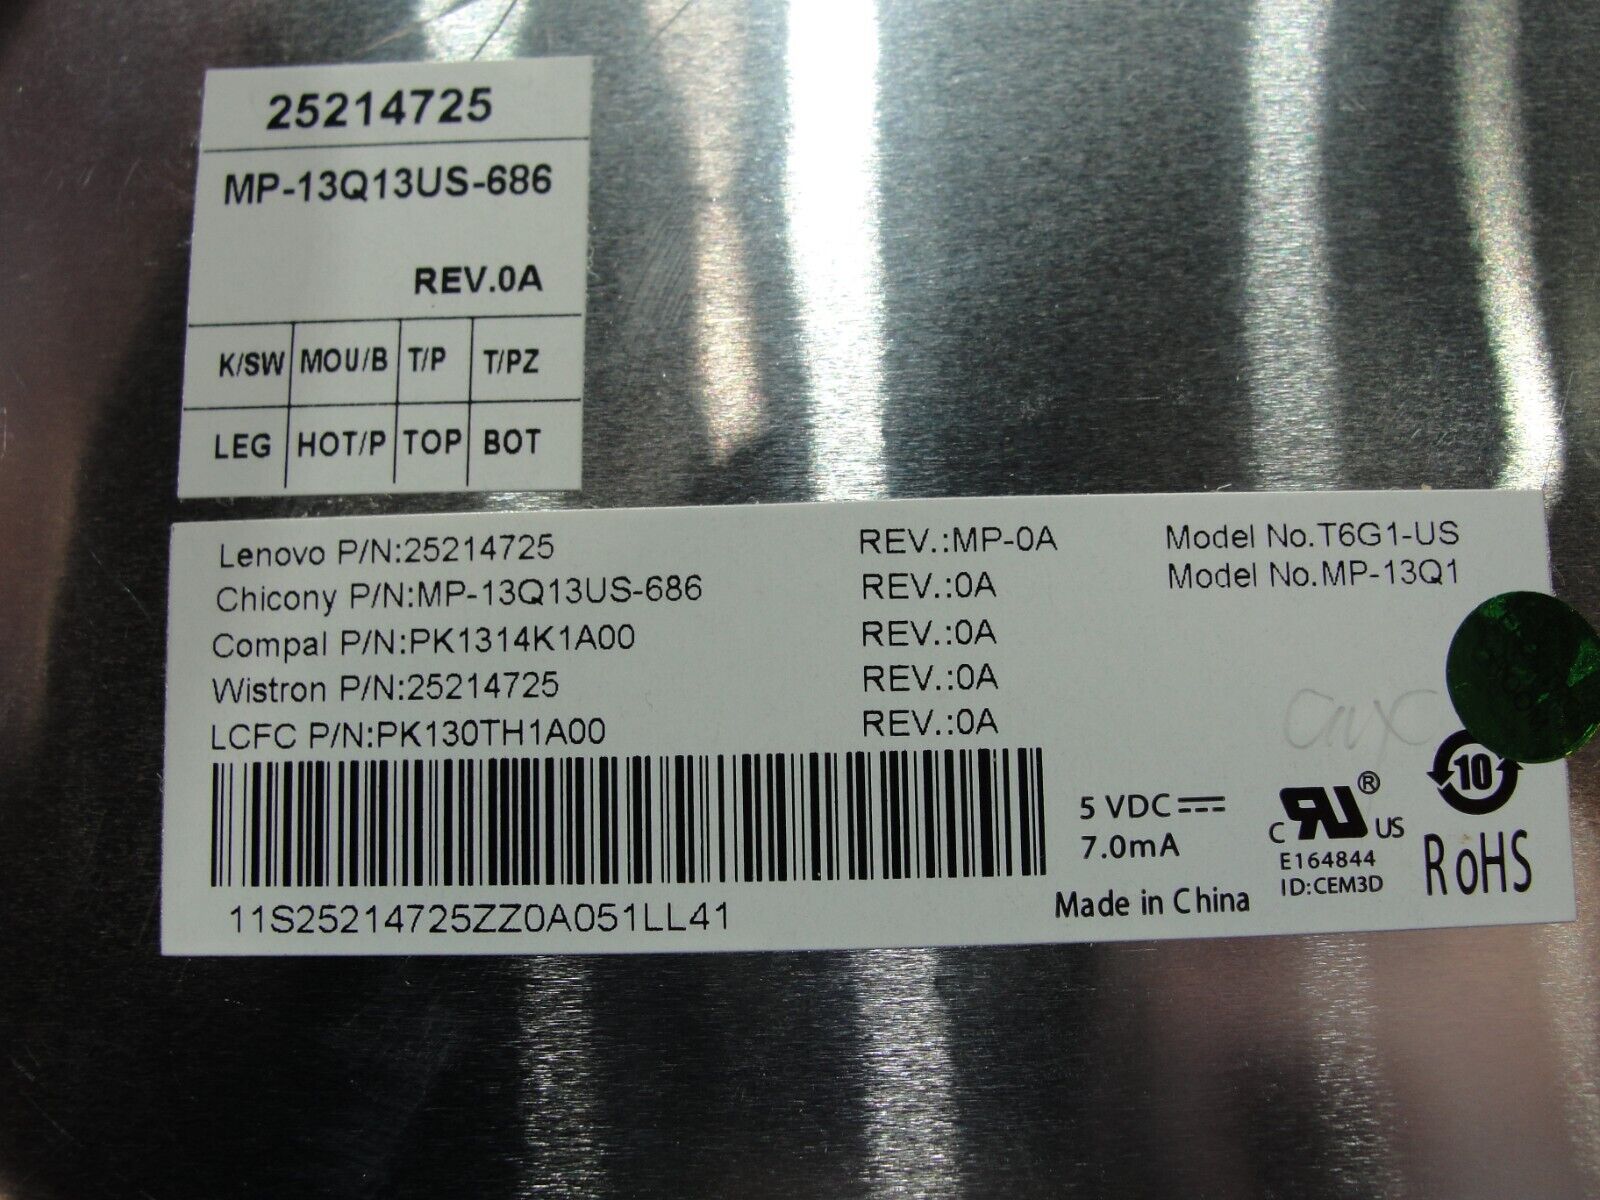 25214725
MP-13Q13US-686
REV.0A
K/SW MOU/B T/P T/PZ
LEG HOT/P TOP BOT
Lenovo P/N:25214725 REV.:MP-0A Model No.T6G1-US
Chicony P/N:MP-13Q13US-686 REV.:0A Model No.MP-13Q1
Compal P/N:PK1314K1A00 REV.:0A
Wistron P/N:25214725 REV.:0A
LCFC P/N:PK130TH1A00 REV.:0A
11S25214725ZZ0A051LL41
5 VDC
7.0mA
Made in China
C RU ® US
E164844
ID:CEM3D
10
RoHS